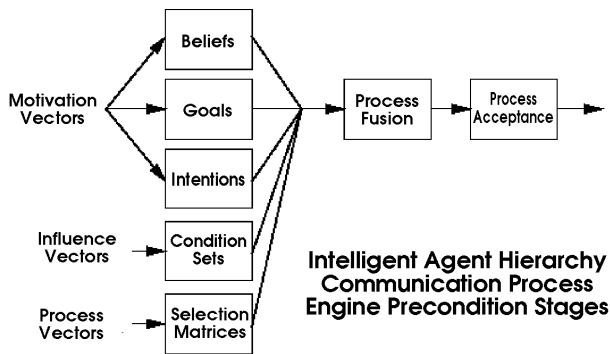 Beliefs
Motivation
Vectors
Goals
Intentions
Process
Fusion
Process
Acceptance
Influence
Vectors
Condition
Sets
Process
Vectors
Selection
Matrices
Intelligent Agent Hierarchy
Communication Process
Engine Precondition Stages